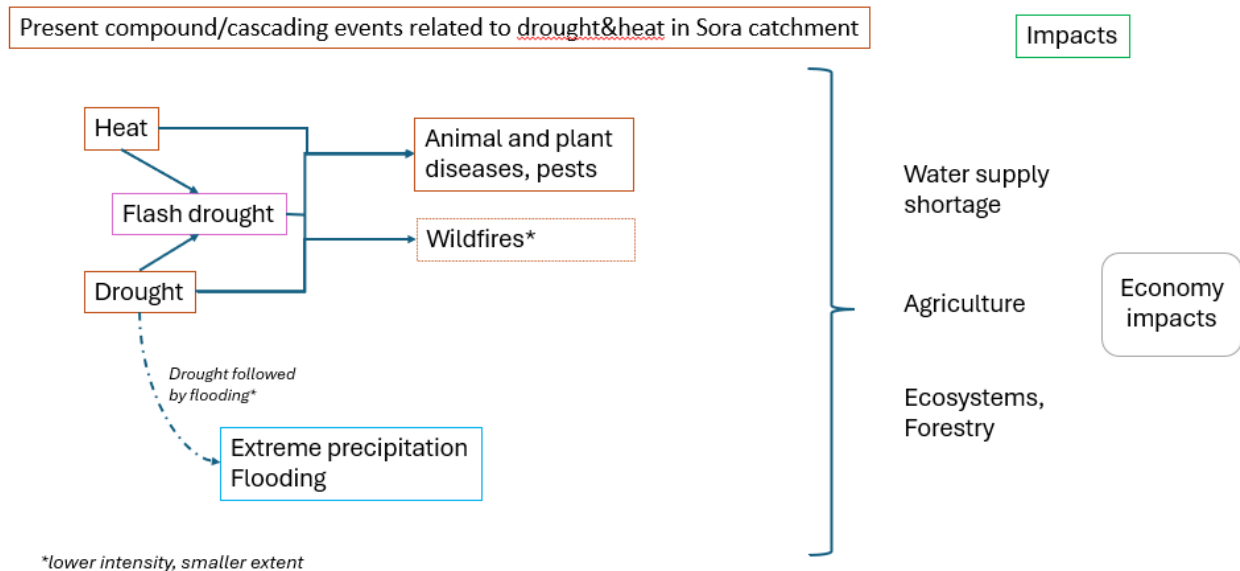 Present compound/cascading events related to drought&heat in Sora catchment
Impacts
Heat
Animal and plant
diseases, pests
Water supply
shortage
Flash drought
Wildfires*
Drought
Agriculture
Economy
impacts
Drought followed
by flooding*
Ecosystems,
Forestry
Extreme precipitation
Flooding
*lower intensity, smaller extent